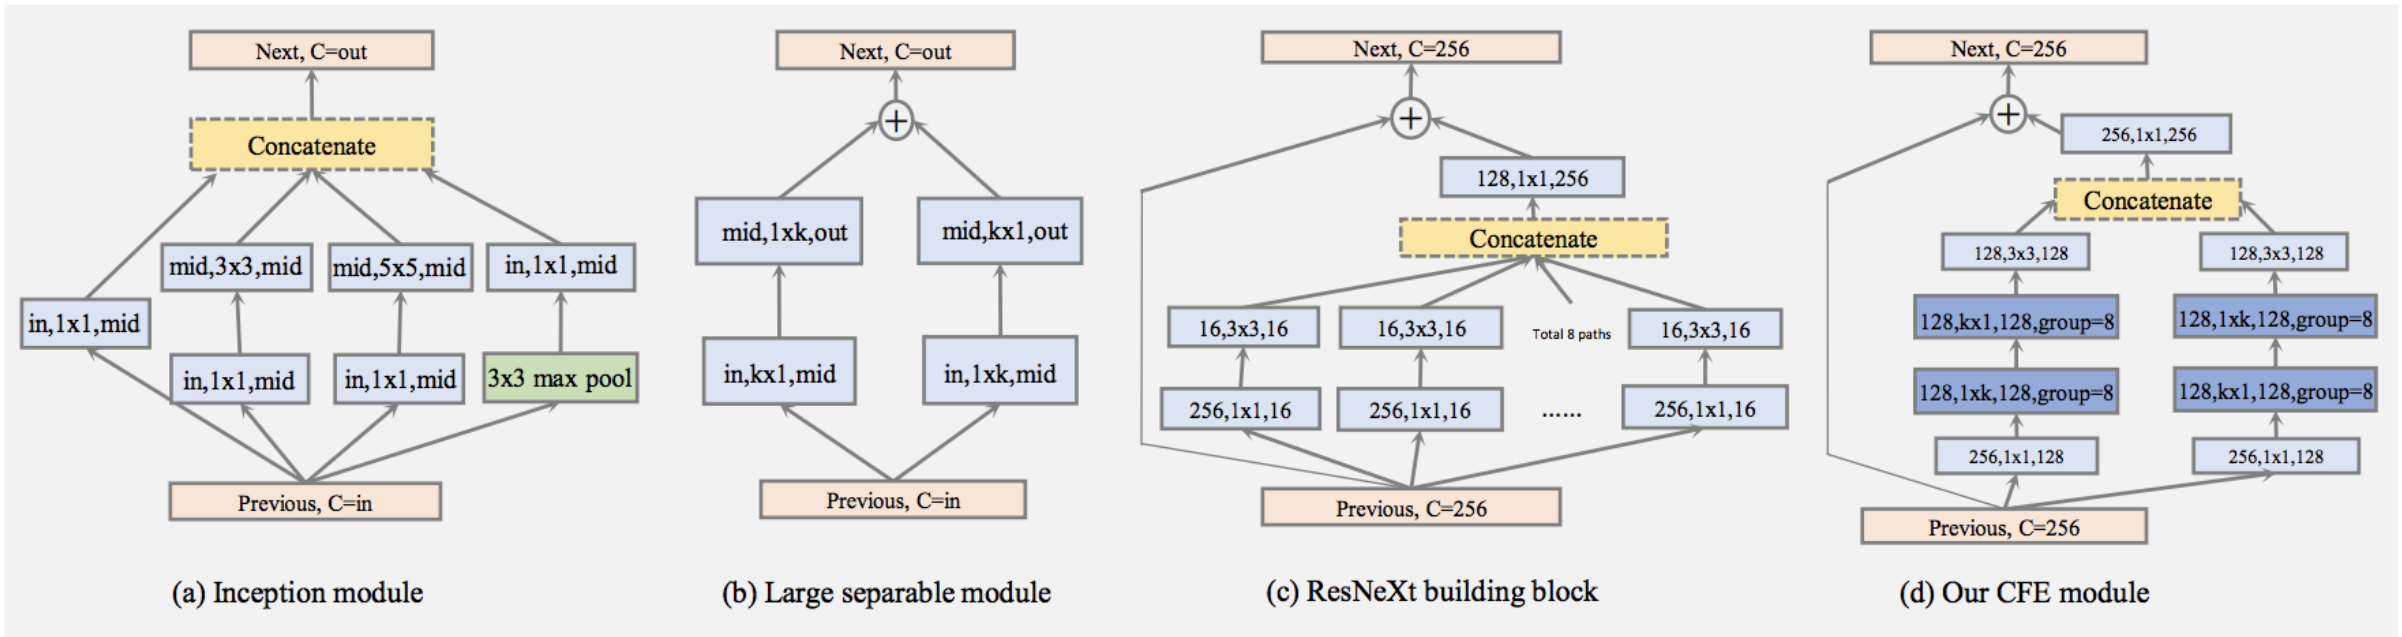 Next, C=out
Concatenate
mid,3x3,mid
mid,5x5,mid
in,1x1,mid
in,1x1,mid
in,1x1,mid
in,1x1,mid
3x3 max pool
Previous, C=in
(a) Inception module
Next, C=out
+
mid,1xk,out
mid,kx1,out
in,kx1,mid
in,1xk,mid
Previous, C=in
(b) Large separable module
Next, C=256
+
128,1x1,256
Concatenate
16,3x3,16
16,3x3,16
Total 8 paths
16,3x3,16
256,1x1,16
256,1x1,16
......
256,1x1,16
Previous, C=256
(c) ResNeXt building block
Next, C=256
+
256,1x1,256
Concatenate
128,3x3,128
128,3x3,128
128,kx1,128,group=8
128,1xk,128,group=8
128,1xk,128,group=8
128,kx1,128,group=8
256,1x1,128
256,1x1,128
Previous, C=256
(d) Our CFE module